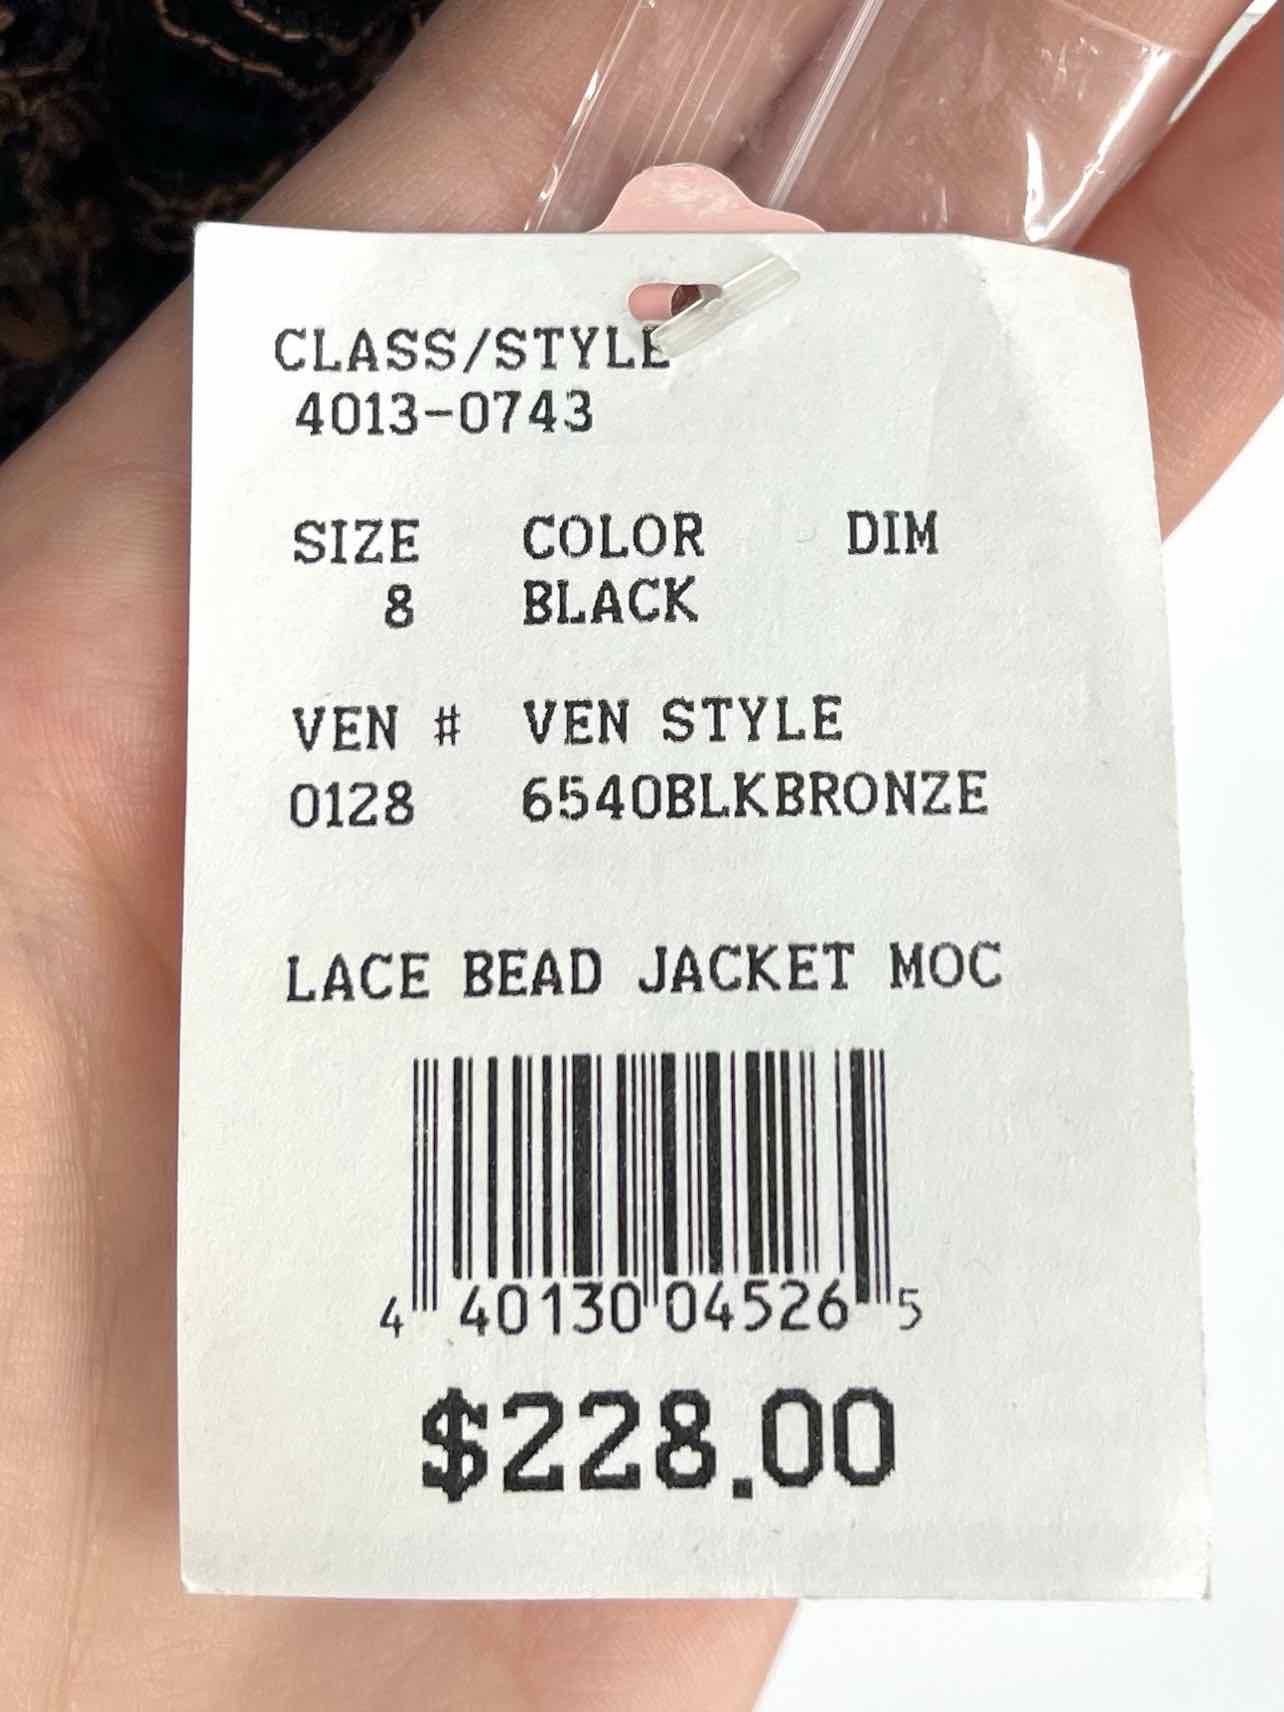 CLASS/STYLE
4013-0743
SIZE COLOR DIM
8 BLACK
VEN # VEN STYLE
0128 6540BLKBRONZE
LACE BEAD JACKET MOC
4 40130 04526 5
$228.00